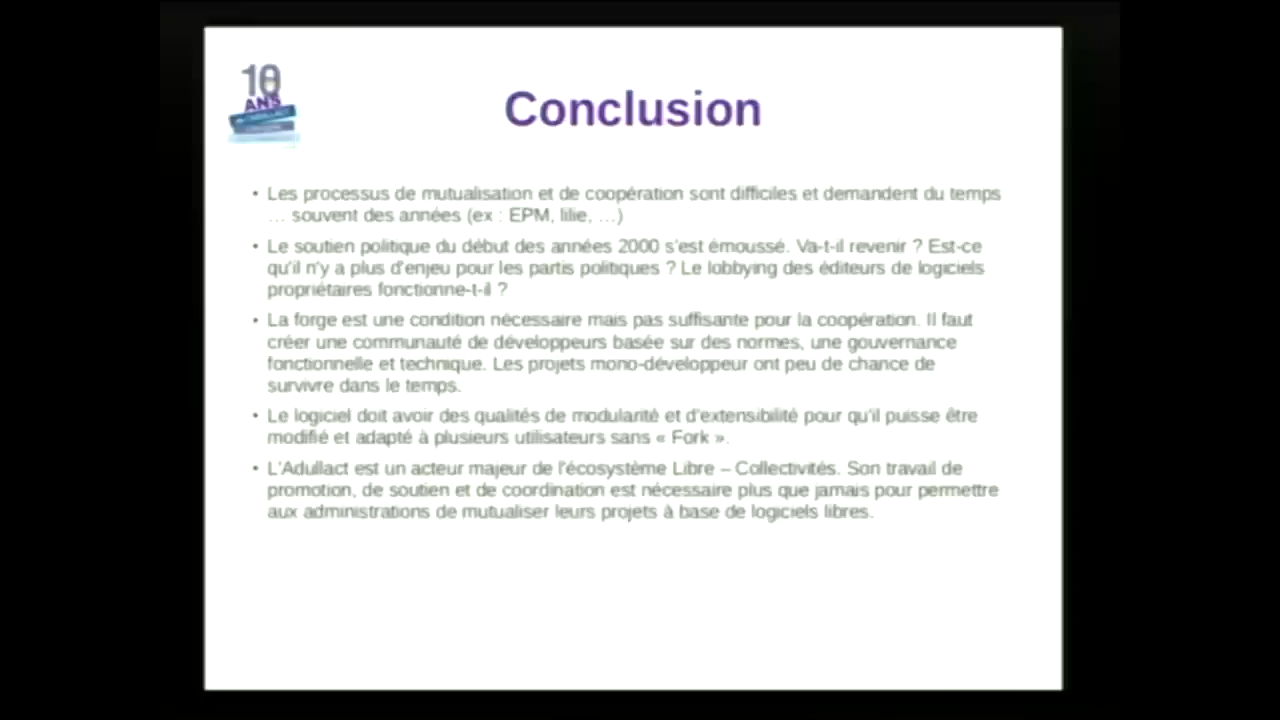 10
ANS
Conclusion
• Les processus de mutualisation et de coopération sont difficiles et demandent du temps
… souvent des années (ex : EPM, lilie, …)
• Le soutien politique du début des années 2000 s'est émoussé. Va-t-il revenir ? Est-ce
qu'il n'y a plus d'enjeu pour les partis politiques ? Le lobbying des éditeurs de logiciels
propriétaires fonctionne-t-il ?
• La forge est une condition nécessaire mais pas suffisante pour la coopération. Il faut
créer une communauté de développeurs basée sur des normes, une gouvernance
fonctionnelle et technique. Les projets mono-développeur ont peu de chance de
survivre dans le temps.
• Le logiciel doit avoir des qualités de modularité et d'extensibilité pour qu'il puisse être
modifié et adapté à plusieurs utilisateurs sans « Fork ».
• L'Adullact est un acteur majeur de l'écosystème Libre – Collectivités. Son travail de
promotion, de soutien et de coordination est nécessaire plus que jamais pour permettre
aux administrations de mutualiser leurs projets à base de logiciels libres.